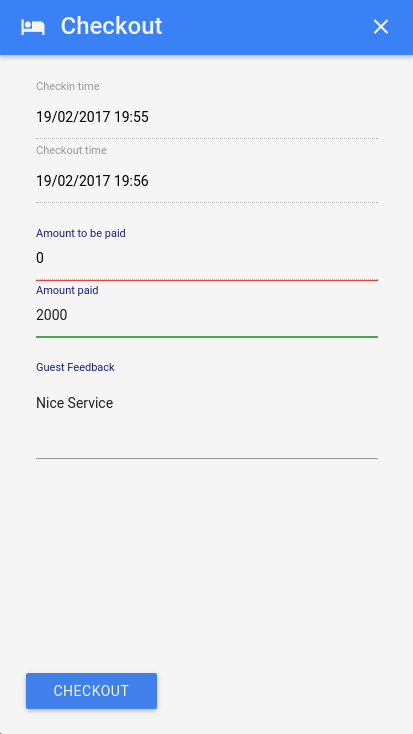 Checkout
Checkin time
19/02/2017 19:55
Checkout time
19/02/2017 19:56
Amount to be paid
0
Amount paid
2000
Guest Feedback
Nice Service
CHECKOUT